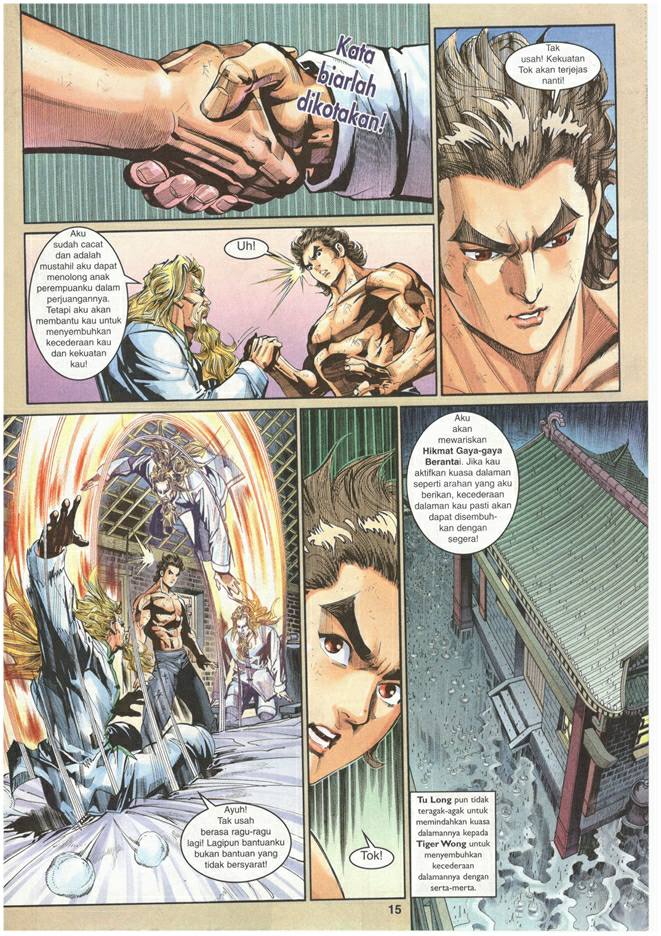 Kata
biarlah
dikotakan!
Tak
usah! Kekuatan
Tok akan terjejas
nanti!
Aku
sudah cacat
dan adalah
mustahil aku dapat
menolong anak
perempuanku dalam
perjuangannya.
Tetapi aku akan
membantu kau untuk
menyembuhkan
kecederaan kau
dan kekuatan
kau!
Uh!
Ayuh!
Tak usah
berasa ragu-ragu
lagi! Lagipun bantuanku
bukan bantuan yang
tidak bersyarat!
Tok!
Aku
akan
mewariskan
Hikmat Gaya-gaya
Berantai. Jika kau
aktifkan kuasa dalaman
seperti arahan yang aku
berikan, kecederaan
dalaman kau pasti akan
dapat disembuh-
kan dengan
segera!
Tu Long pun tidak
teragak-agak untuk
memindahkan kuasa
dalamannya kepada
Tiger Wong untuk
menyembuhkan
kecederaan
dalamannya dengan
serta-merta.
15